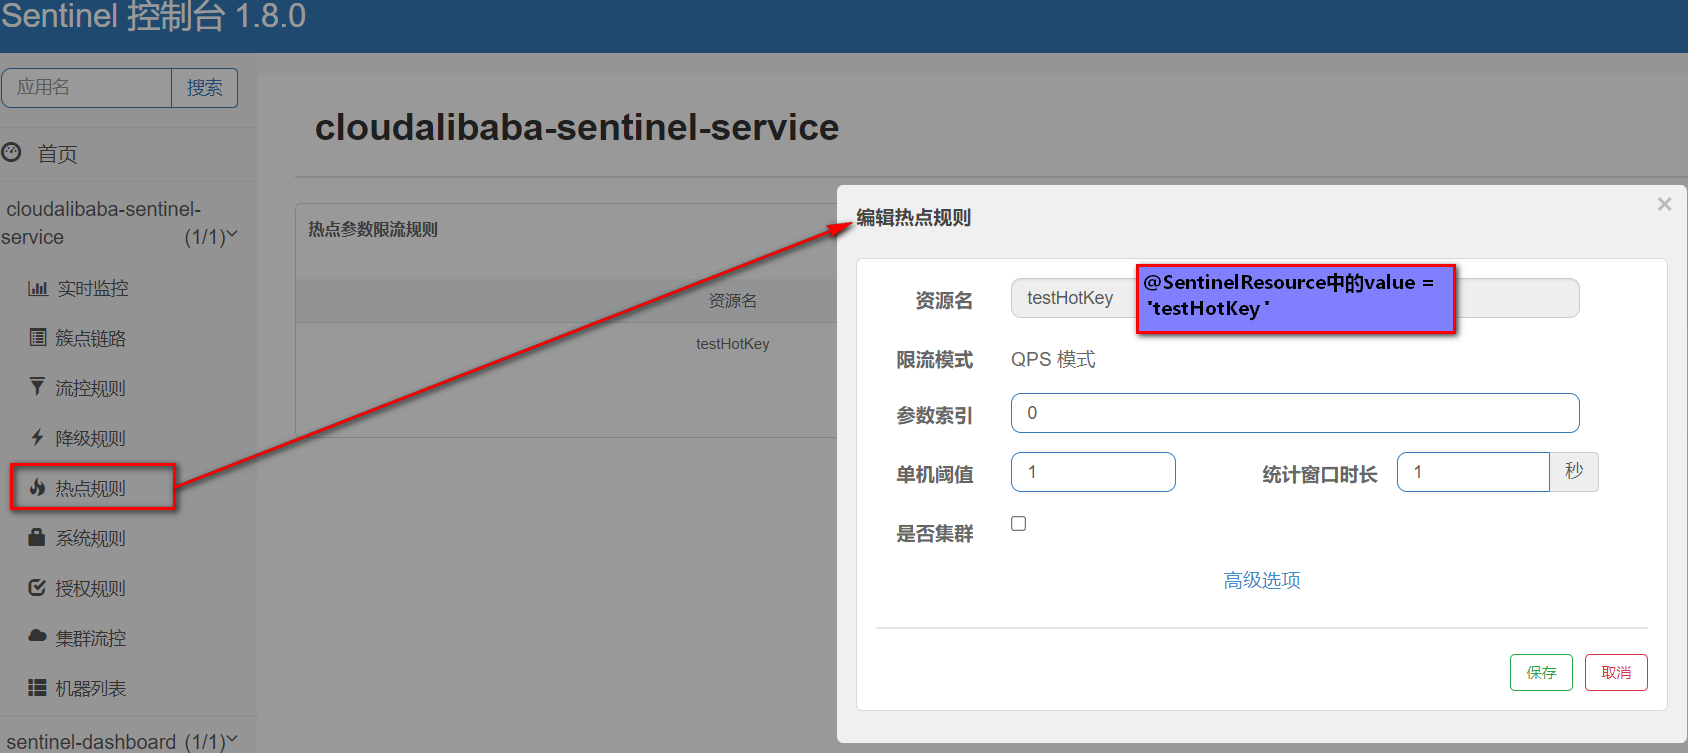 Sentinel 控制台 1.8.0
应用名
搜索
首页
cloudalibaba-sentinel-
service (1/1)
实时监控
簇点链路
流控规则
降级规则
热点规则
系统规则
授权规则
集群流控
机器列表
sentinel-dashboard (1/1)
cloudalibaba-sentinel-service
热点参数限流规则
资源名
testHotKey
编辑热点规则
×
资源名 testHotKey
@SentinelResource中的value =
"testHotKey"
限流模式 QPS 模式
参数索引 0
单机阈值 1 统计窗口时长 1 秒
是否集群
高级选项
保存 取消